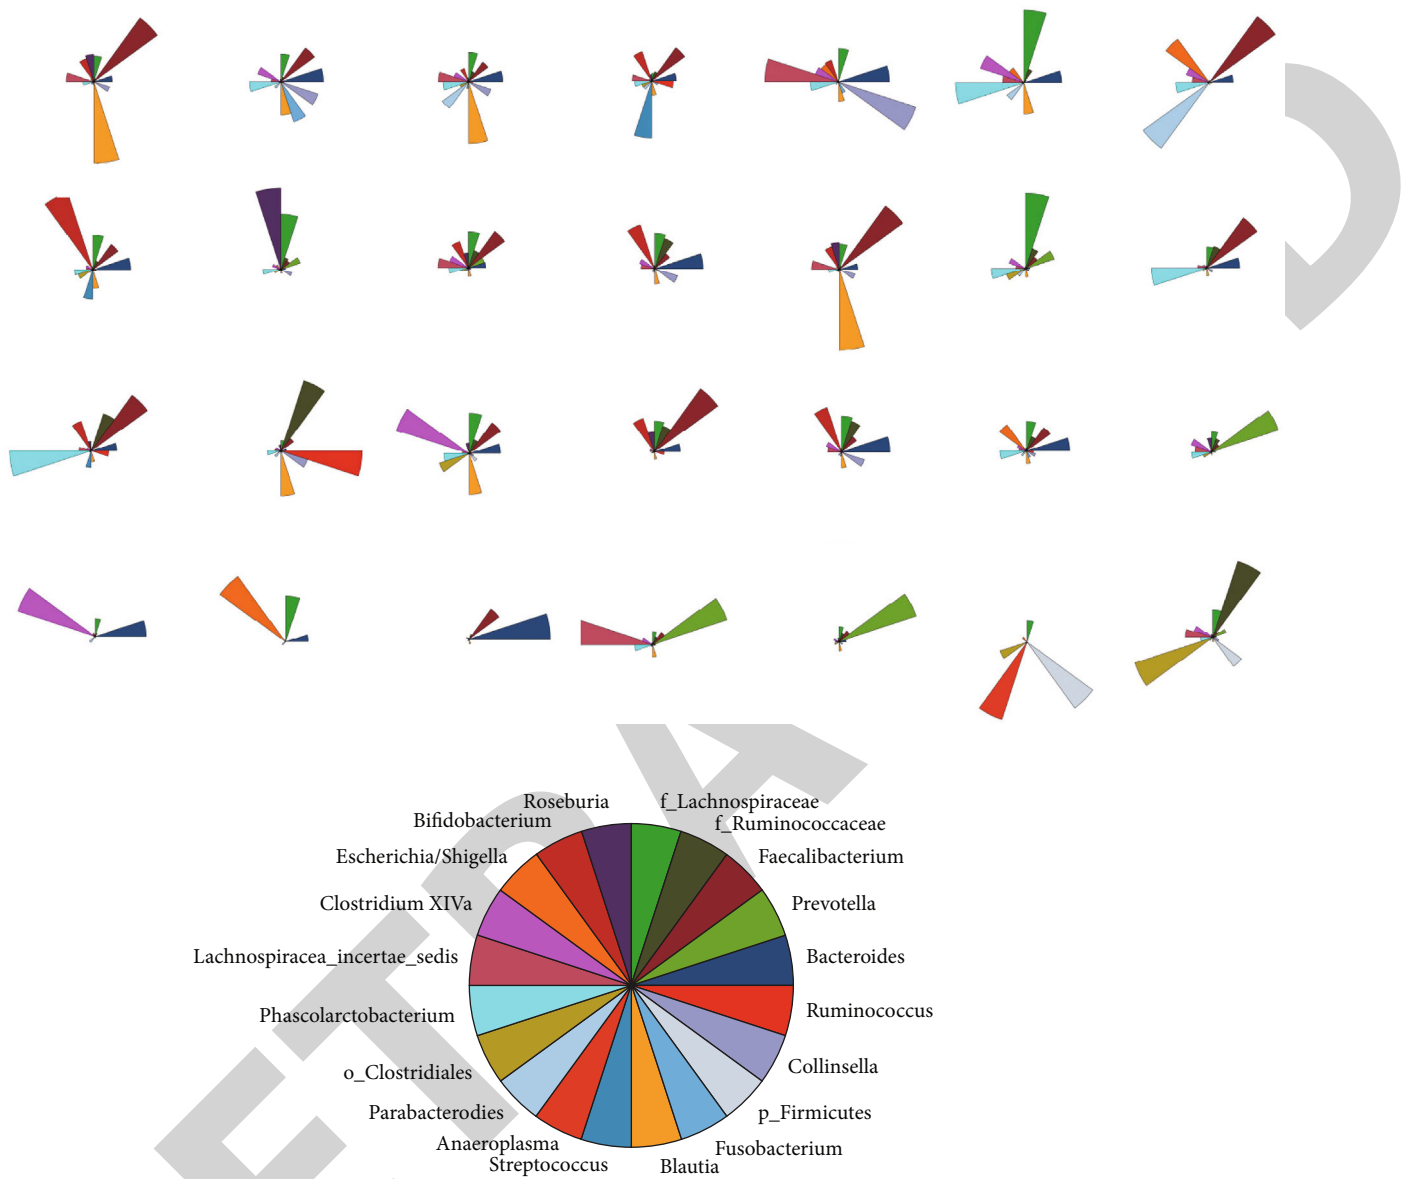 Roseburia
f_Lachnospiraceae
Bifidobacterium
f_Ruminococcaceae
Escherichia/Shigella
Faecalibacterium
Clostridium XIVa
Prevotella
Lachnospiracea_incertae_sedis
Bacteroides
Phascolarctobacterium
Ruminococcus
o_Clostridiales
Collinsella
Parabacterodies
p_Firmicutes
Anaeroplasma
Fusobacterium
Streptococcus
Blautia